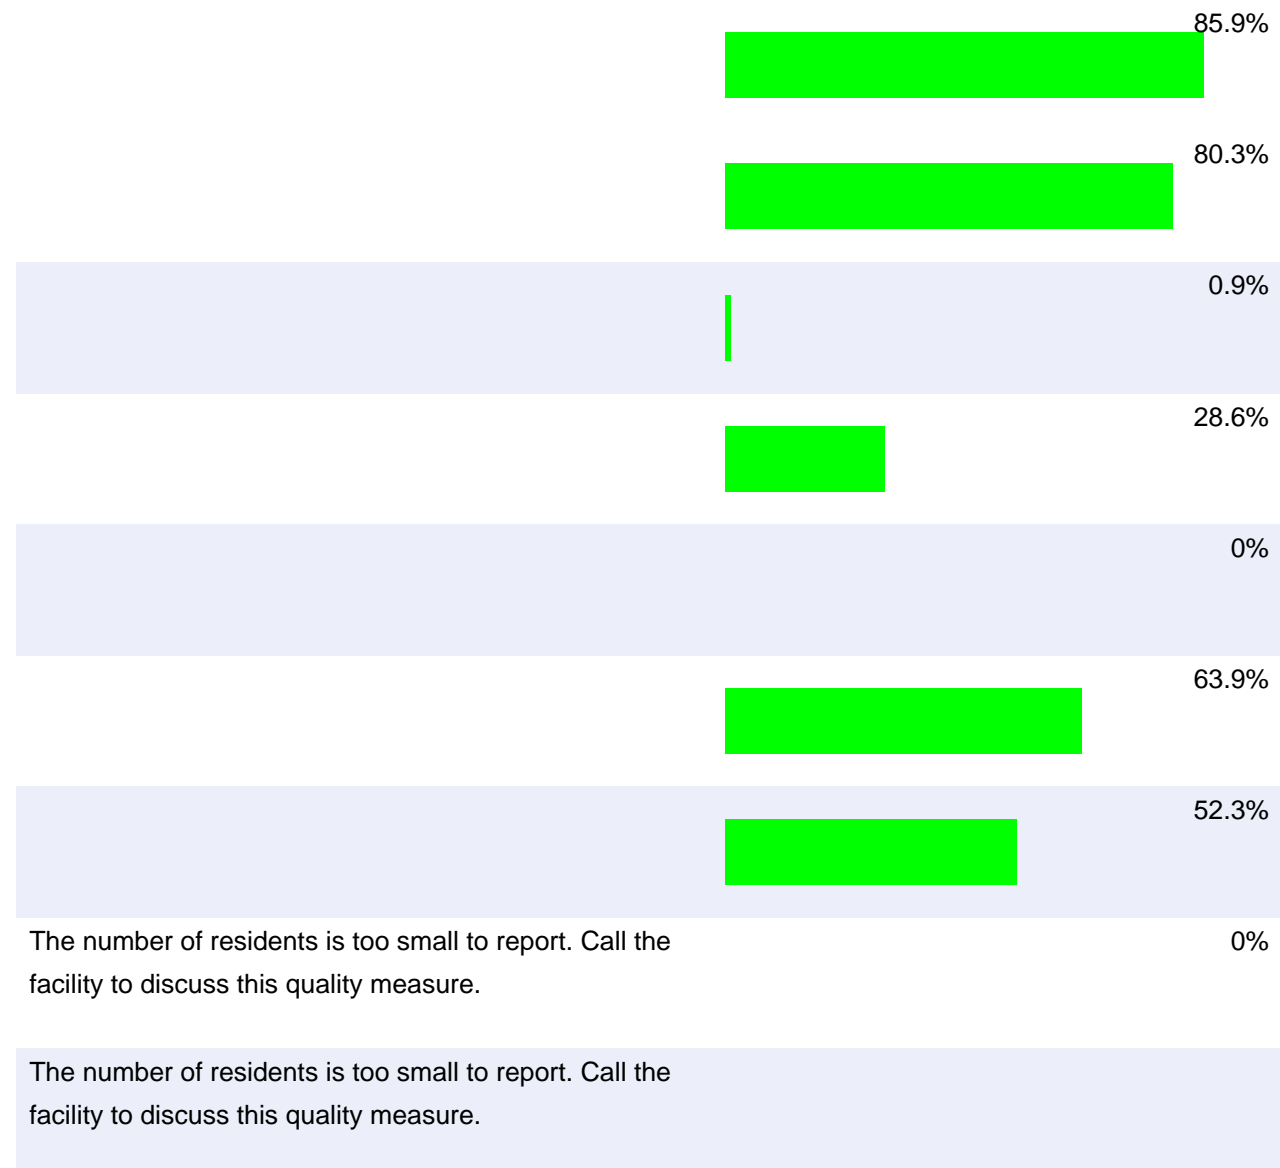 85.9%
80.3%
0.9%
28.6%
0%
63.9%
52.3%
The number of residents is too small to report. Call the
0%
facility to discuss this quality measure.
The number of residents is too small to report. Call the
facility to discuss this quality measure.